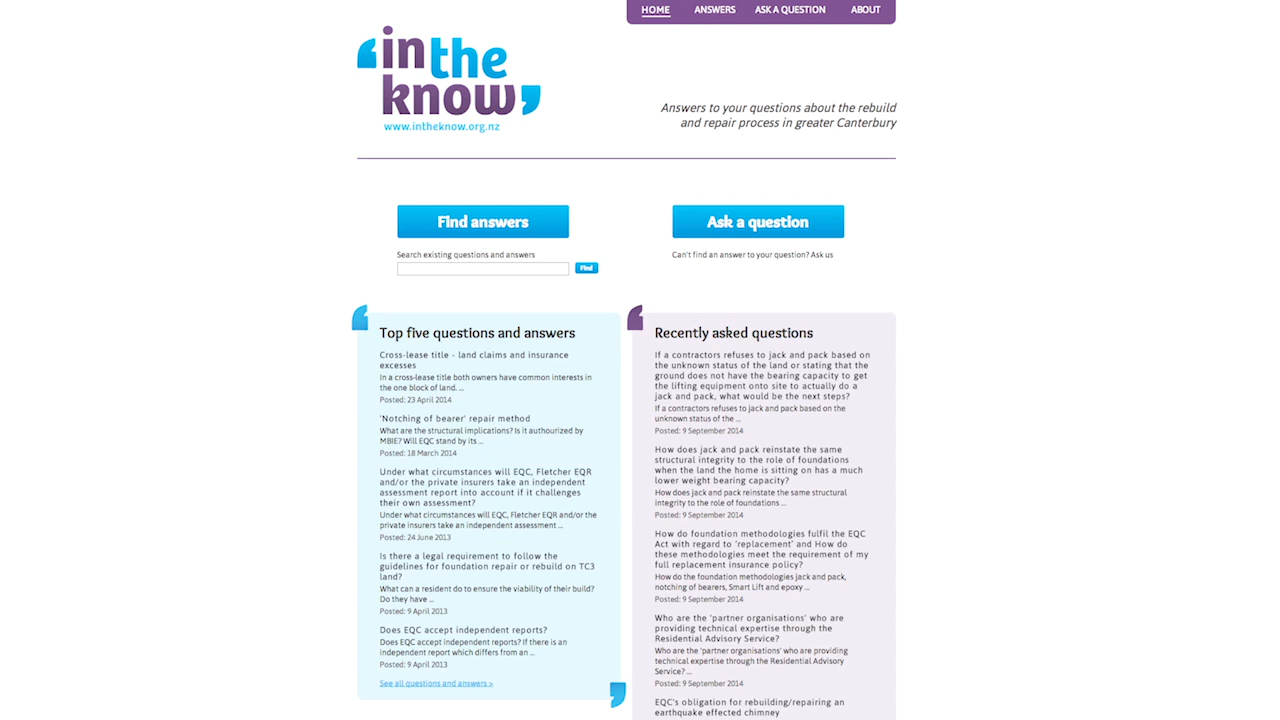 HOME ANSWERS ASK A QUESTION ABOUT
in the
know
www.intheknow.org.nz
Answers to your questions about the rebuild
and repair process in greater Canterbury
Find answers
Search existing questions and answers
Find
Ask a question
Can't find an answer to your question? Ask us
Top five questions and answers
Cross-lease title - land claims and insurance
excesses
In a cross-lease title both owners have common interests in
the one block of land. ...
Posted: 23 April 2014
'Notching of bearer' repair method
What are the structural implications? Is it authourized by
MBIE? Will EQC stand by its ...
Posted: 18 March 2014
Under what circumstances will EQC, Fletcher EQR
and/or the private insurers take an independent
assessment report into account if it challenges
their own assessment?
Under what circumstances will EQC, Fletcher EQR and/or the
private insurers take an independent assessment ...
Posted: 24 June 2013
Is there a legal requirement to follow the
guidelines for foundation repair or rebuild on TC3
land?
What can a resident do to ensure the viability of their build?
Do they have ...
Posted: 9 April 2013
Does EQC accept independent reports?
Does EQC accept independent reports? If there is an
independent report which differs from an ...
Posted: 9 April 2013
See all questions and answers >
Recently asked questions
If a contractors refuses to jack and pack based on
the unknown status of the land or stating that the
ground does not have the bearing capacity to get
the lifting equipment onto site to actually do a
jack and pack, what would be the next steps?
If a contractors refuses to jack and pack based on the
unknown status of the ...
Posted: 9 September 2014
How does jack and pack reinstate the same
structural integrity to the role of foundations
when the land the home is sitting on has a much
lower weight bearing capacity?
How does jack and pack reinstate the same structural
integrity to the role of foundations ...
Posted: 9 September 2014
How do foundation methodologies fulfil the EQC
Act with regard to 'replacement' and How do
these methodologies meet the requirement of my
full replacement insurance policy?
How do the foundation methodologies jack and pack,
notching of bearers, Smart Lift and epoxy ...
Posted: 9 September 2014
Who are the 'partner organisations' who are
providing technical expertise through the
Residential Advisory Service?
Who are the 'partner organisations' who are providing
technical expertise through the Residential Advisory
Service? ...
Posted: 9 September 2014
EQC's obligation for rebuilding/repairing an
earthquake effected chimney